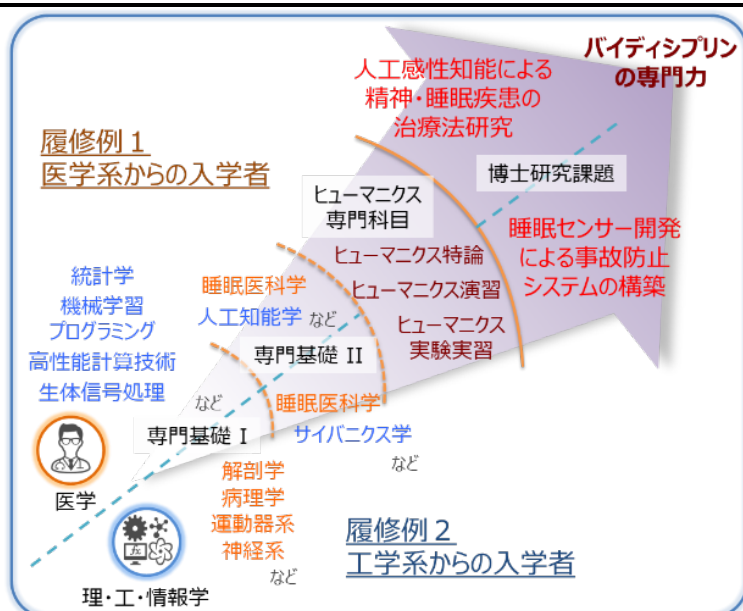 バイディシプリン
の専門力
人工感性知能による
精神・睡眠疾患の
治療法研究
履修例１
医学系からの入学者
博士研究課題
ヒューマニクス
専門科目
睡眠センサー開発
による事故防止
システムの構築
ヒューマニクス特論
ヒューマニクス演習
ヒューマニクス
実験実習
統計学
機械学習
プログラミング
高性能計算技術
生体信号処理
など
睡眠医科学
人工知能学 など
専門基礎 II
睡眠医科学
サイバニクス学
など
専門基礎 I
医学
解剖学
病理学
運動器系
神経系
など
履修例２
工学系からの入学者
fx
理・工・情報学